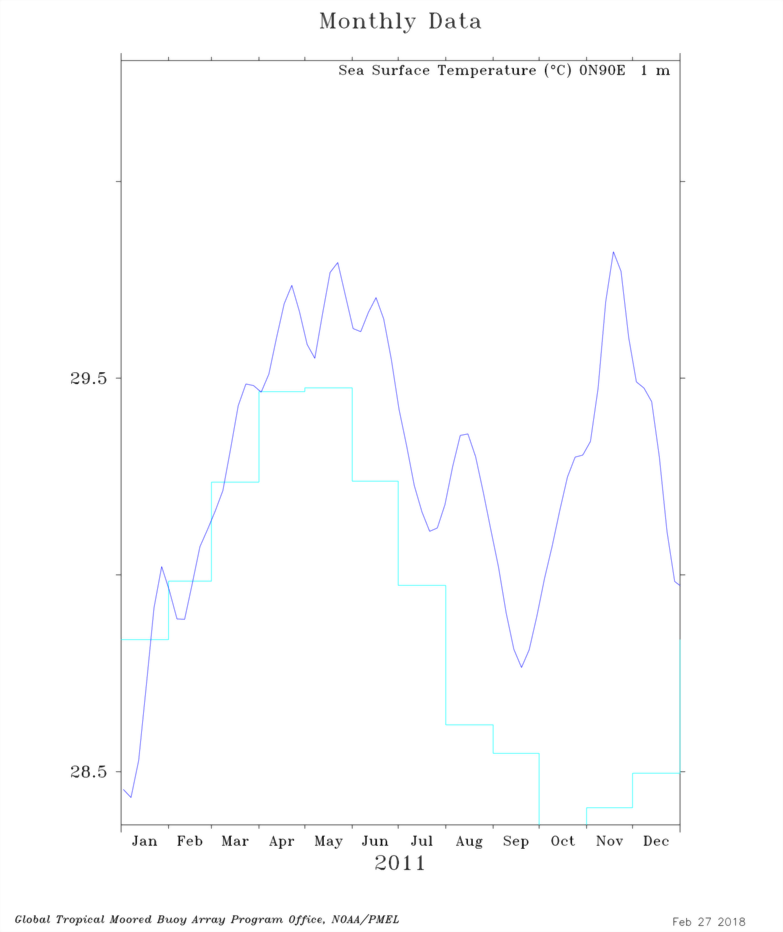 Monthly Data
Sea Surface Temperature (°C) 0N90E 1 m
29.5
28.5
Jan Feb Mar Apr May Jun Jul Aug Sep Oct Nov Dec
2011
Global Tropical Moored Buoy Array Program Office, NOAA/PMEL
Feb 27 2018